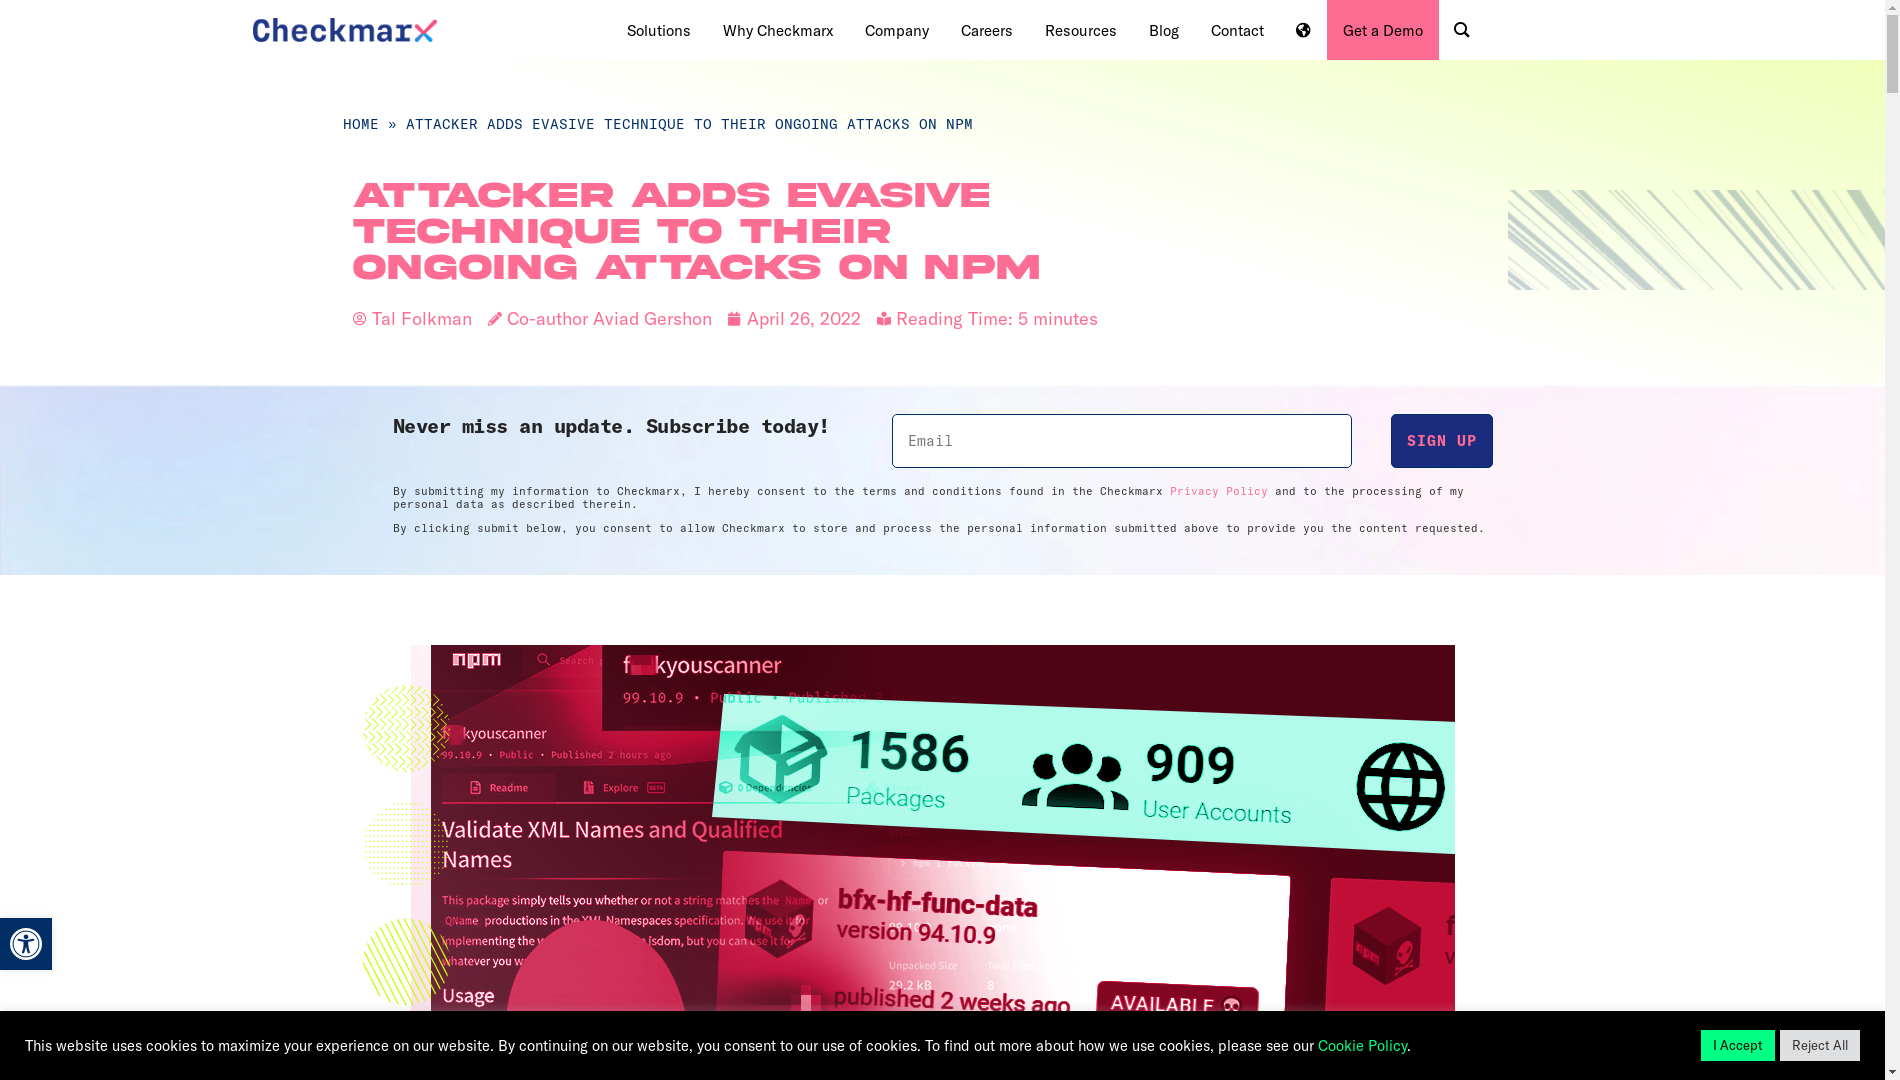 Checkmarx
Solutions
Why Checkmarx
Company
Careers
Resources
Blog
Contact
Get a Demo
HOME » ATTACKER ADDS EVASIVE TECHNIQUE TO THEIR ONGOING ATTACKS ON NPM
ATTACKER ADDS EVASIVE
TECHNIQUE TO THEIR
ONGOING ATTACKS ON NPM
Tal Folkman
Co-author Aviad Gershon
April 26, 2022
Reading Time: 5 minutes
Never miss an update. Subscribe today!
Email
SIGN UP
By submitting my information to Checkmarx, I hereby consent to the terms and conditions found in the Checkmarx Privacy Policy and to the processing of my
personal data as described therein.
By clicking submit below, you consent to allow Checkmarx to store and process the personal information submitted above to provide you the content requested.
npm
Search
kyouscanner
99.10.9 • Public • Published 2
kyouscanner
99.10.9 • Public • Published 2 hours ago
Readme
Explore
BETA
0 Dependencies
1586
Packages
909
User Accounts
Validate XML Names and Qualified
Names
This package simply tells you whether or not a string matches the Name or
QName productions in the XML Namespaces specification. We use it for
implementing the
but you can use it for
whatever you
Usage
bfx-hf-func-data
version 94.10.9
Unpacked Size
29.2 kB
8
published 2 weeks ago
AVAILABLE
This website uses cookies to maximize your experience on our website. By continuing on our website, you consent to our use of cookies. To find out more about how we use cookies, please see our Cookie Policy.
I Accept
Reject All